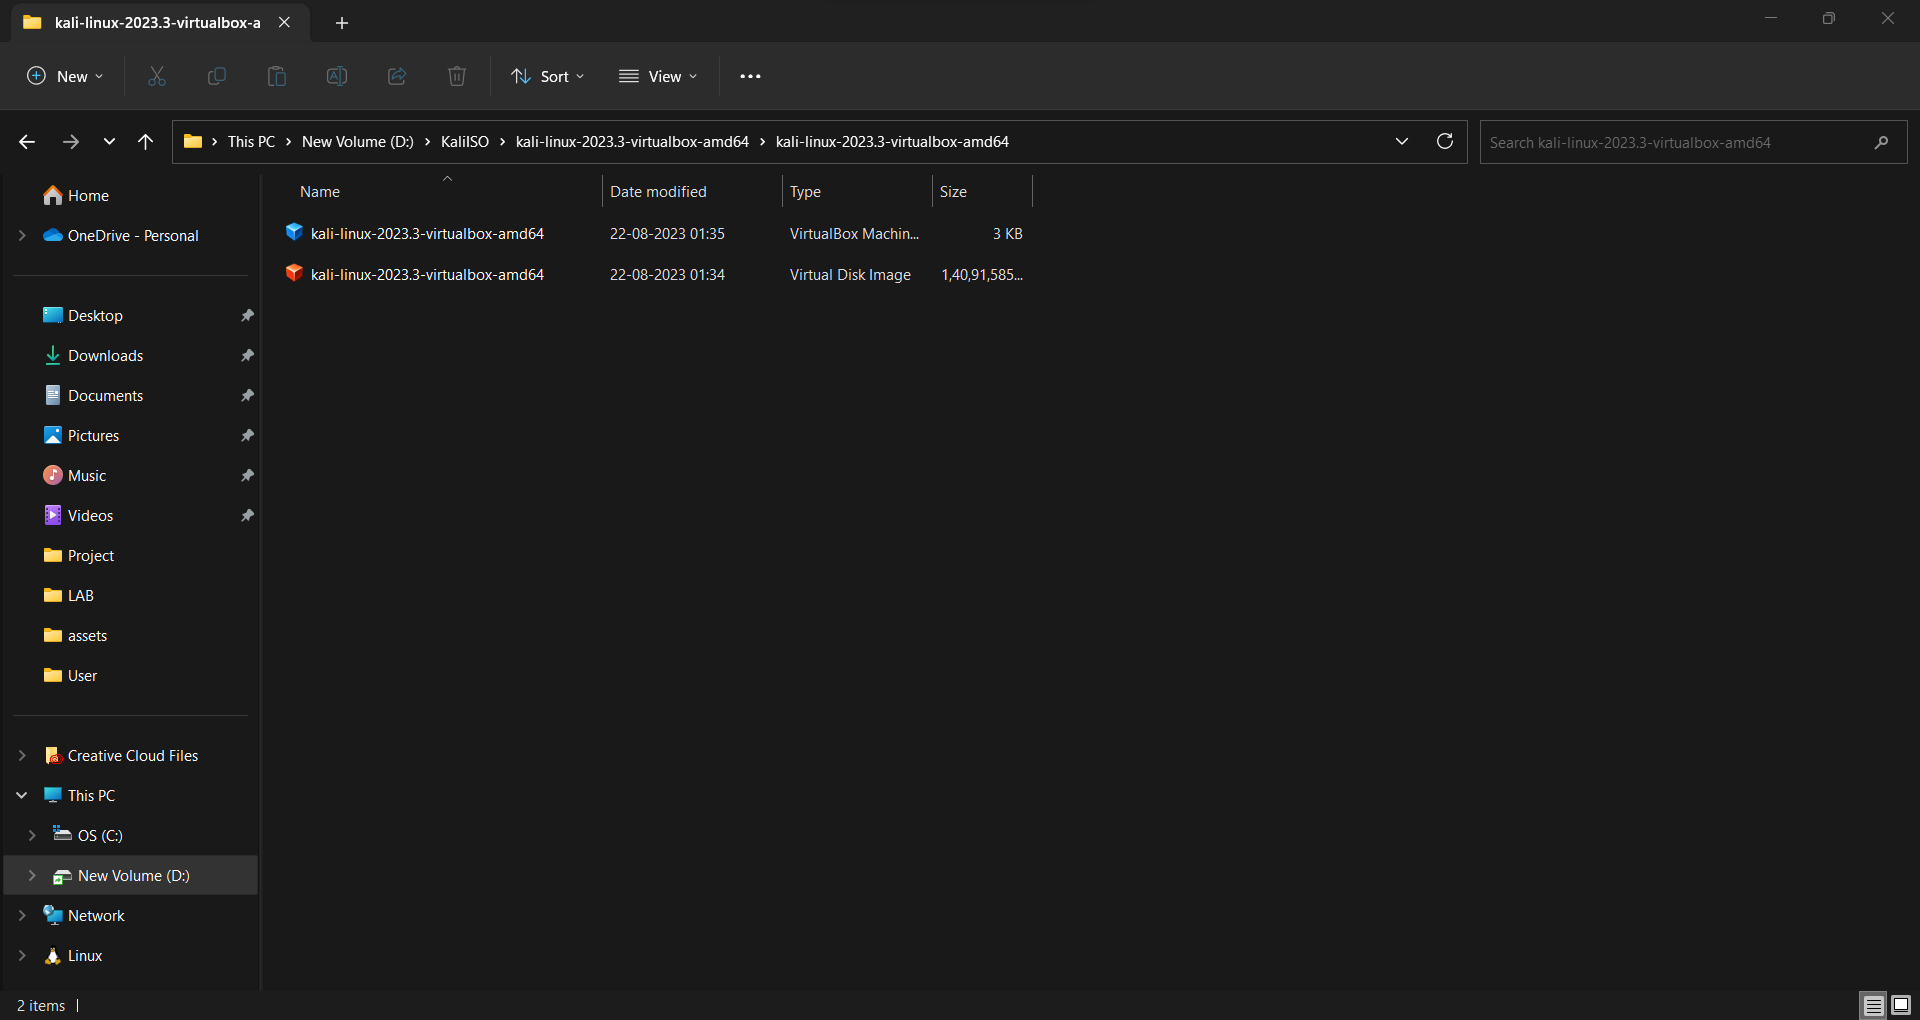 kali-linux-2023.3-virtualbox-a
New
Sort
View
This PC > New Volume (D:) > KaliISO > kali-linux-2023.3-virtualbox-amd64 > kali-linux-2023.3-virtualbox-amd64
Search kali-linux-2023.3-virtualbox-amd64
Home
OneDrive - Personal
Desktop
Downloads
Documents
Pictures
Music
Videos
Project
LAB
assets
User
Creative Cloud Files
This PC
OS (C:)
New Volume (D:)
Network
Linux
Name Date modified Type Size
kali-linux-2023.3-virtualbox-amd64 22-08-2023 01:35 VirtualBox Machin... 3 KB
kali-linux-2023.3-virtualbox-amd64 22-08-2023 01:34 Virtual Disk Image 1,40,91,585...
2 items